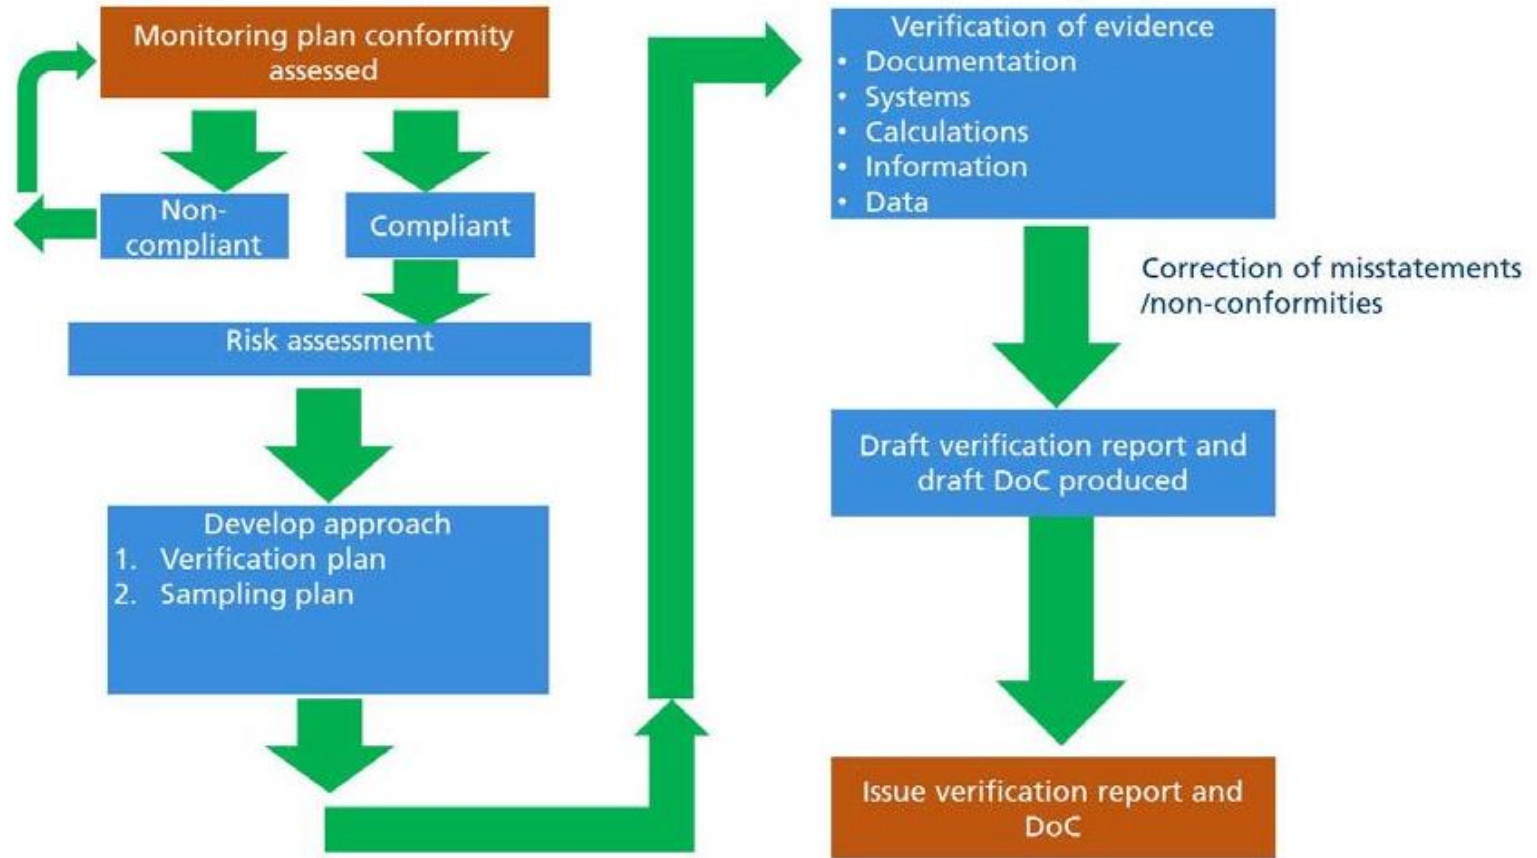 Monitoring plan conformity
assessed
Non-
compliant
Compliant
Risk assessment
Develop approach
1. Verification plan
2. Sampling plan
Verification of evidence
• Documentation
• Systems
• Calculations
• Information
• Data
Correction of misstatements
/non-conformities
Draft verification report and
draft DoC produced
Issue verification report and
DoC